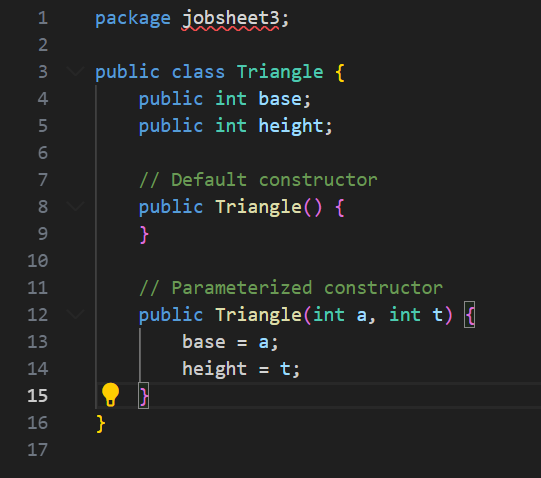 1 package jobsheet3;
2
3 public class Triangle {
4     public int base;
5     public int height;
6
7     // Default constructor
8     public Triangle() {
9     }
10
11     // Parameterized constructor
12     public Triangle(int a, int t) {
13         base = a;
14         height = t;
15     }
16 }
17